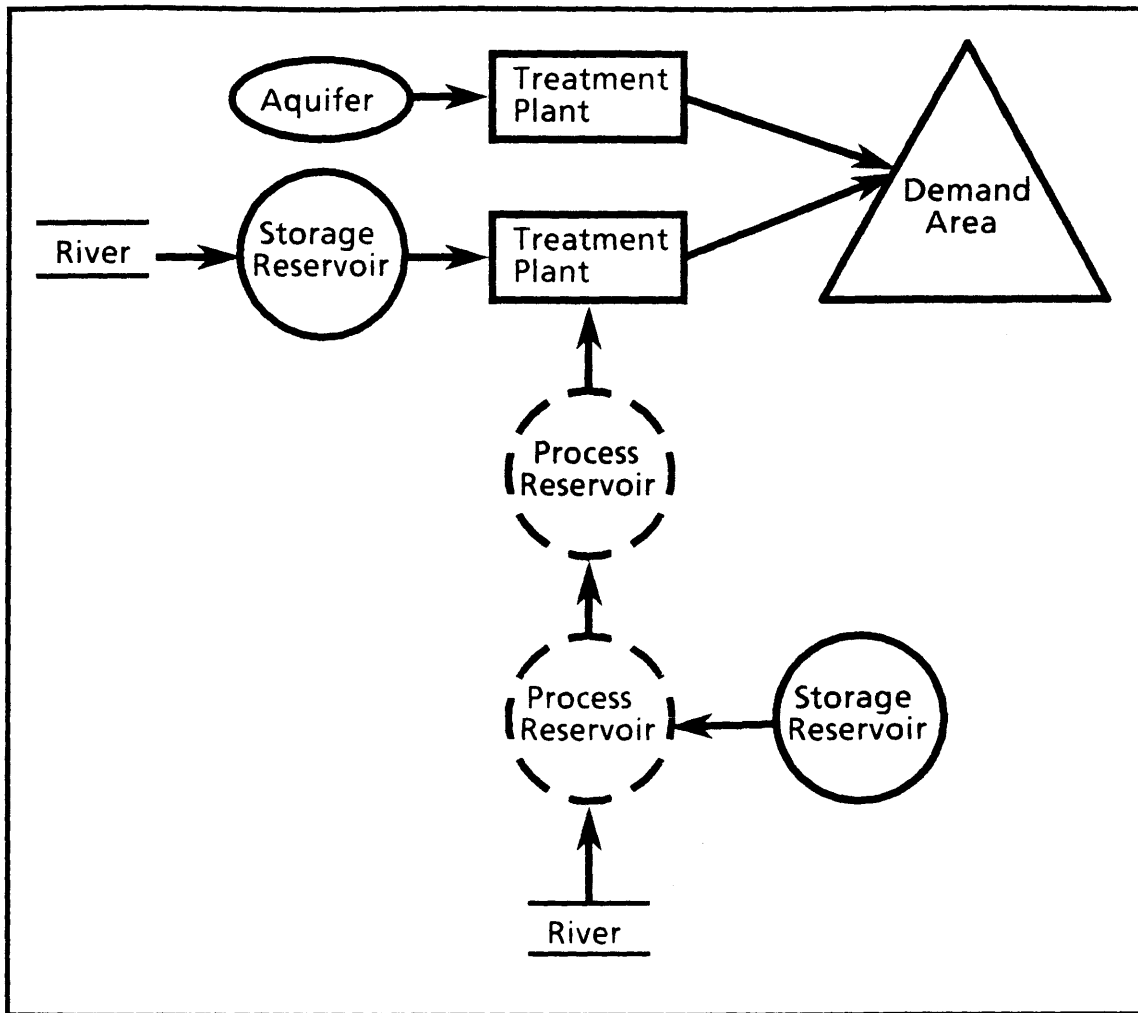 Aquifer
Treatment
Plant
River
Storage
Reservoir
Treatment
Plant
Demand
Area
Process
Reservoir
Process
Reservoir
Storage
Reservoir
River